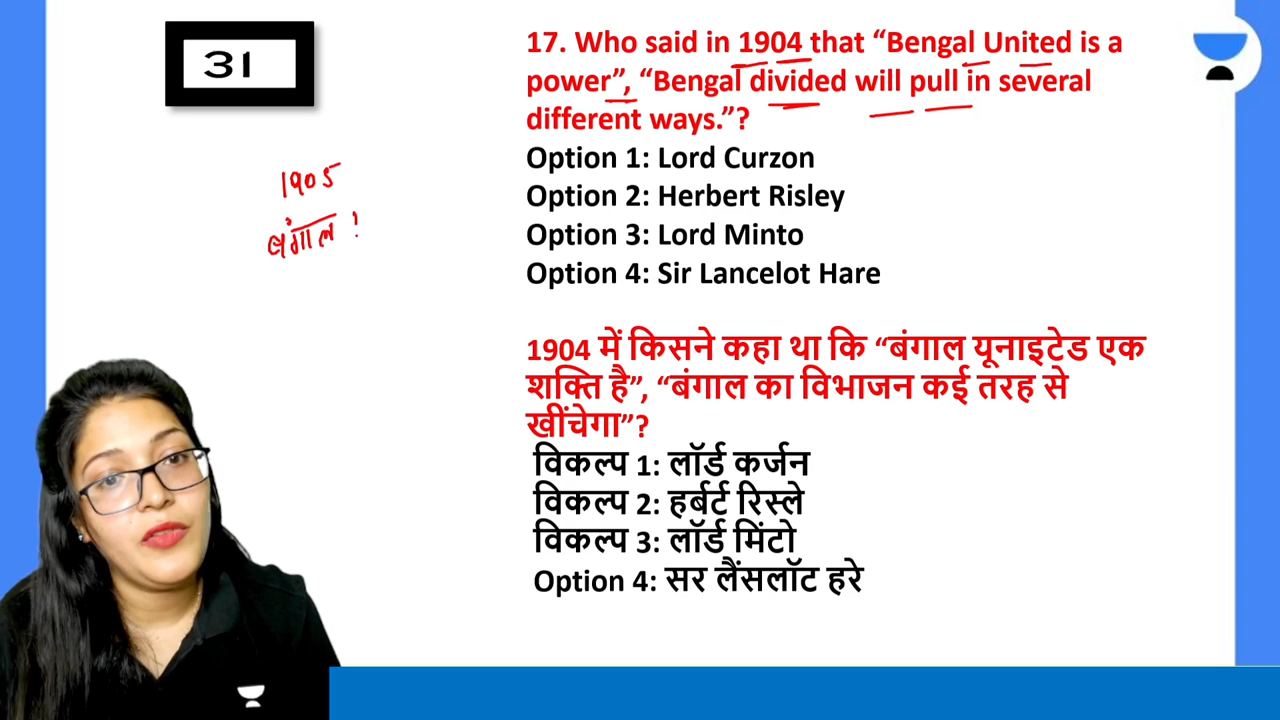 31
17. Who said in 1904 that “Bengal United is a
power”, “Bengal divided will pull in several
different ways.”?
Option 1: Lord Curzon
Option 2: Herbert Risley
Option 3: Lord Minto
Option 4: Sir Lancelot Hare
1905
बंगाल !
1904 में किसने कहा था कि “बंगाल यूनाइटेड एक
शक्ति है”, “बंगाल का विभाजन कई तरह से
खींचेगा”?
विकल्प 1: लॉर्ड कर्जन
विकल्प 2: हर्बर्ट रिस्ले
विकल्प 3: लॉर्ड मिंटो
Option 4: सर लैंसलॉट हरे